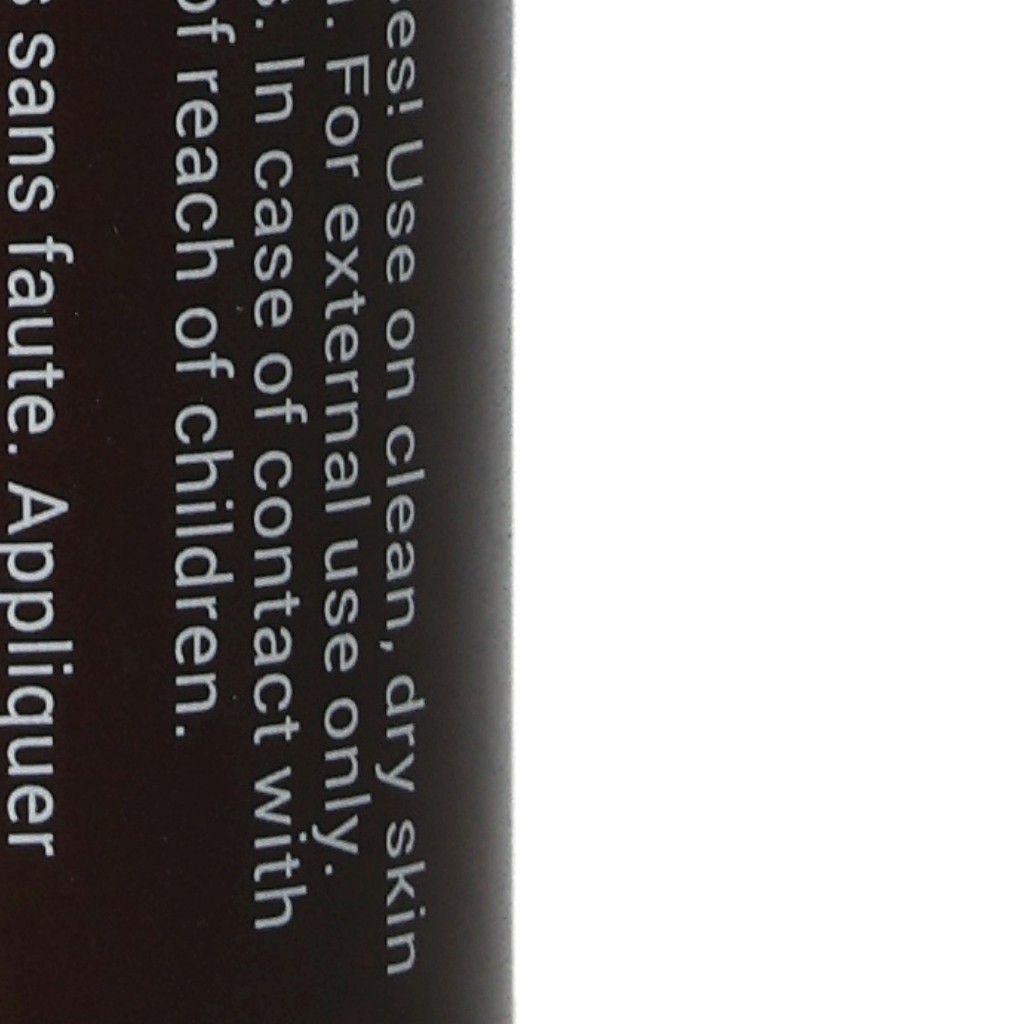 es! Use on clean, dry skin
. For external use only.
. In case of contact with
of reach of children.
sans faute. Appliquer